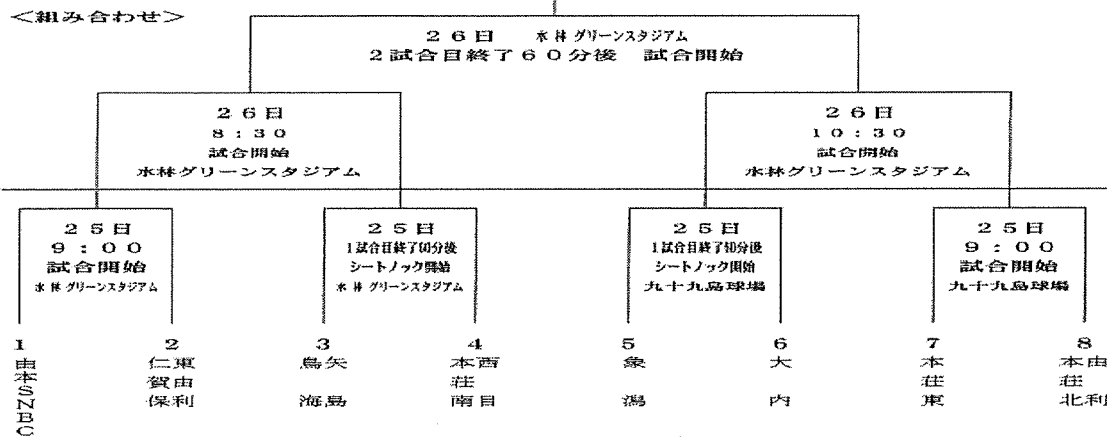 ＜組み合わせ＞
２６日　水林グリーンスタジアム
２試合目終了６０分後　試合開始
２６日
８：３０
試合開始
水林グリーンスタジアム
２６日
１０：３０
試合開始
水林グリーンスタジアム
２５日
９：００
試合開始
水林グリーンスタジアム
２５日
１試合目終了60分後
シートノック開始
水林グリーンスタジアム
２５日
１試合目終了60分後
シートノック開始
九十九島球場
２５日
９：００
試合開始
九十九島球場
1
由本SNBC
2
東由利
仁賀保
3
矢島
鳥海
4
西目
本荘南
5
象潟
6
大内
7
本荘東
8
由利
本荘北